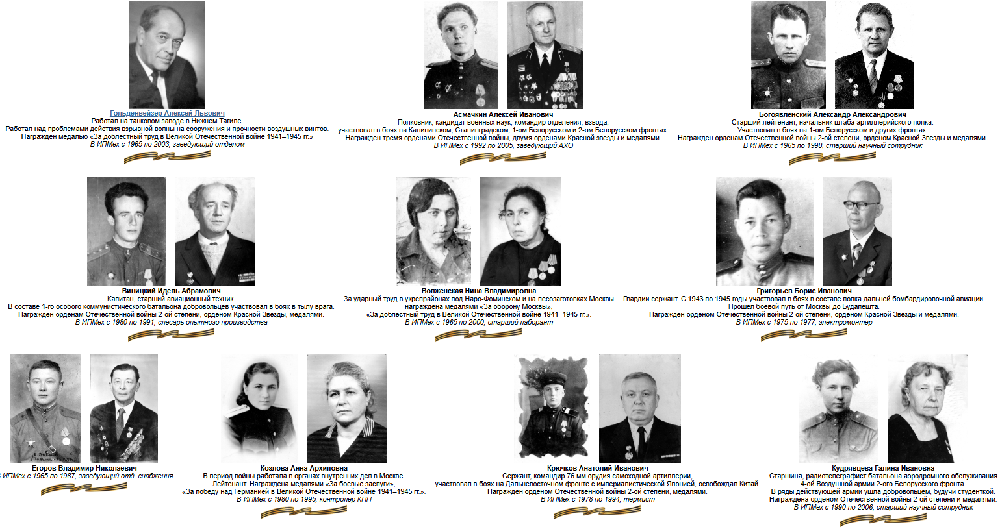 Гольденвейзер Алексей Львович
Работал на танковом заводе в Нижнем Тагиле.
Работал над проблемами действия взрывной волны на сооружения и прочности воздушных винтов.
Награжден медалью «За доблестный труд в Великой Отечественной войне 1941–1945 гг.»
В ИПМех с 1965 по 2003, заведующий отделом
Асмачкин Алексей Иванович
Полковник, кандидат военных наук, командир отделения, взвода,
участвовал в боях на Калининском, Сталинградском, 1-ом Белорусском и 2-ом Белорусском фронтах.
Награжден тремя орденами Отечественной войны, двумя орденами Красной звезды и медалями.
В ИПМех с 1992 по 2005, заведующий АХО
Богоявленский Александр Александрович
Старший лейтенант, начальник штаба артиллерийского полка.
Участвовал в боях на 1-ом Белорусском и других фронтах.
Награжден орденам Отечественной войны 2-ой степени, орденом Красной Звезды и медалями.
В ИПМех с 1965 по 1998, старший научный сотрудник
Виницкий Идель Абрамович
Капитан, старший авиационный техник.
В составе 1-го особого коммунистического батальона добровольцев участвовал в боях в тылу врага.
Награжден орденам Отечественной войны 2-ой степени, орденом Красной Звезды, медалями.
В ИПМех с 1980 по 1991, слесарь опытного производства
Волженская Нина Владимировна
За ударный труд в укрепрайонах под Наро-Фоминском и на лесозаготовках Москвы
награждена медалями «За оборону Москвы»,
«За доблестный труд в Великой Отечественной войне 1941–1945 гг.».
В ИПМех с 1965 по 2000, старший лаборант
Григорьев Борис Иванович
Гвардии сержант. С 1943 по 1945 годы участвовал в боях в составе полка дальней бомбардировочной авиации.
Прошел боевой путь от Москвы до Будапешта.
Награжден орденом Отечественной войны 2-ой степени, орденом Красной Звезды и медалями.
В ИПМех с 1975 по 1977, электромонтер
Егоров Владимир Николаевич
В ИПМех с 1965 по 1987, заведующий отд. снабжения
Козлова Анна Архиповна
В период войны работала в органах внутренних дел в Москве.
Лейтенант. Награждена медалями «За боевые заслуги»,
«За победу над Германией в Великой Отечественной войне 1941–1945 гг.».
В ИПМех с 1980 по 1995, контролер КПП
Крючков Анатолий Иванович
Сержант, командир 76 мм орудия самоходной артиллерии,
участвовал в боях на Дальневосточном фронте с империалистической Японией, освобождал Китай.
Награжден орденом Отечественной войны 2-ой степени, медалями.
В ИПМех с 1978 по 1994, термист
Кудрявцева Галина Ивановна
Старшина, радиотелеграфист батальона аэродромного обслуживания
4-ой Воздушной армии 2-ого Белорусского фронта.
В ряды действующей армии ушла добровольцем, будучи студенткой.
Награждена орденом Отечественной войны 2-ой степени и медалями.
В ИПМех с 1990 по 2006, старший научный сотрудник